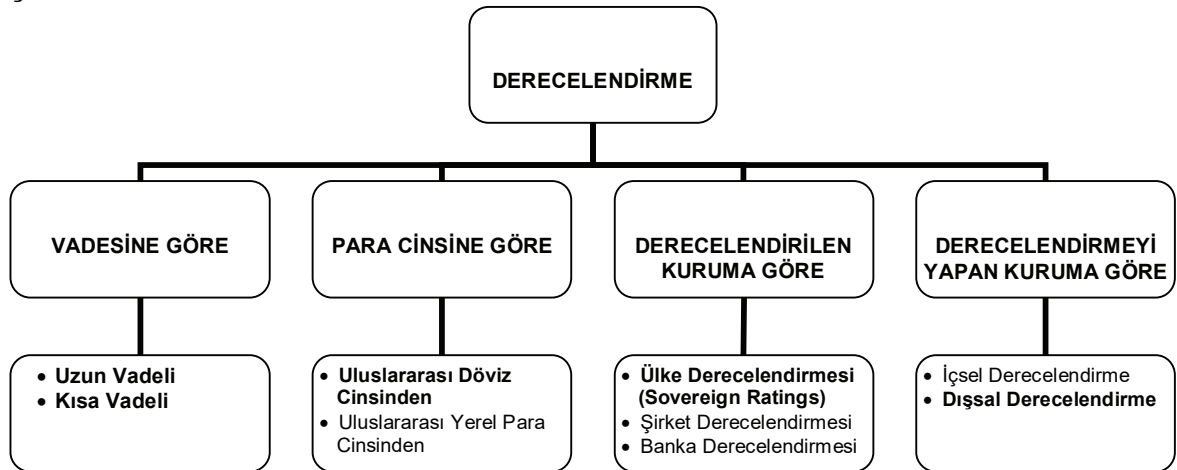 DERECELENDİRME
VADESİNE GÖRE
PARA CİNSİNE GÖRE
DERECELENDİRİLEN
KURUMA GÖRE
DERECELENDİRMEYİ
YAPAN KURUMA GÖRE
• Uzun Vadeli
• Kısa Vadeli
• Uluslararası Döviz
Cinsinden
• Uluslararası Yerel Para
Cinsinden
• Ülke Derecelendirmesi
(Sovereign Ratings)
• Şirket Derecelendirmesi
• Banka Derecelendirmesi
• İçsel Derecelendirme
• Dışsal Derecelendirme